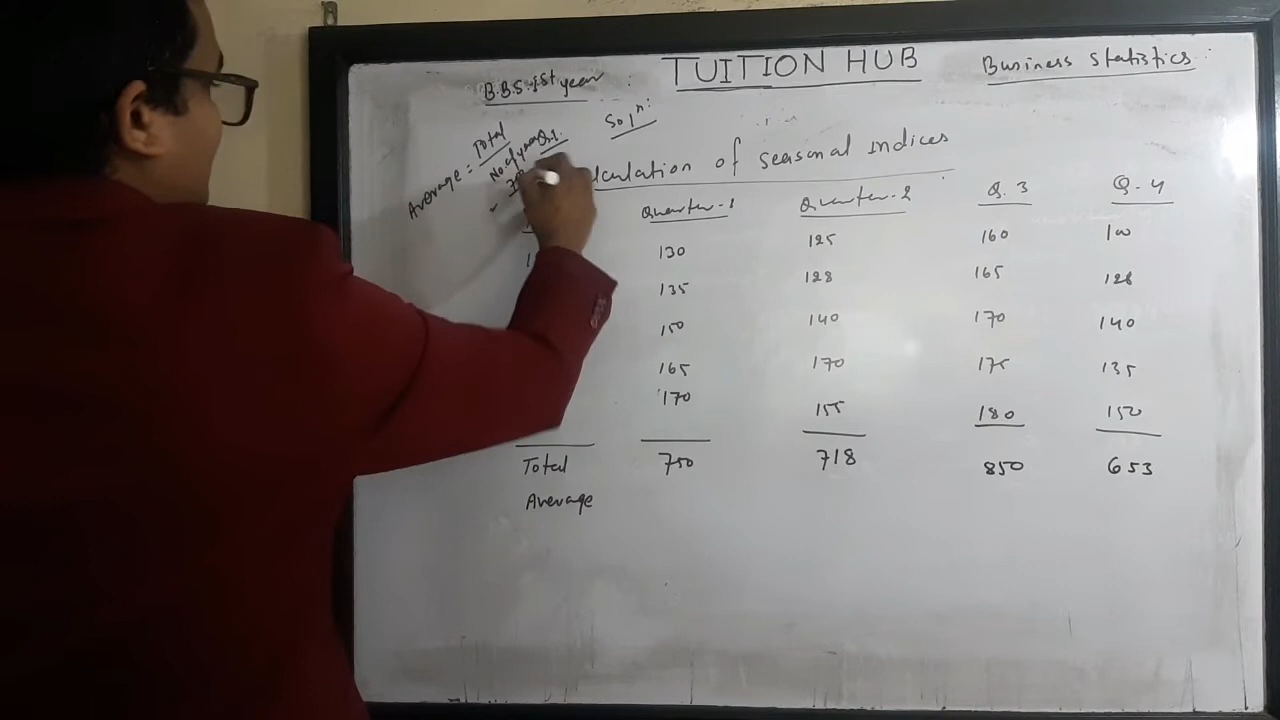 TUITION HUB
Business Statistics:
B.B.S. 1st year :
Soln:
Average = Total
No. of years
Q.1.
of seasonal indices
Quarter-1 Quarter-2 Q.3 Q.4
130 125 160 100
135 128 165 128
150 140 170 140
165 170 175 135
170 155 180 150
Total 750 718 850 653
Average